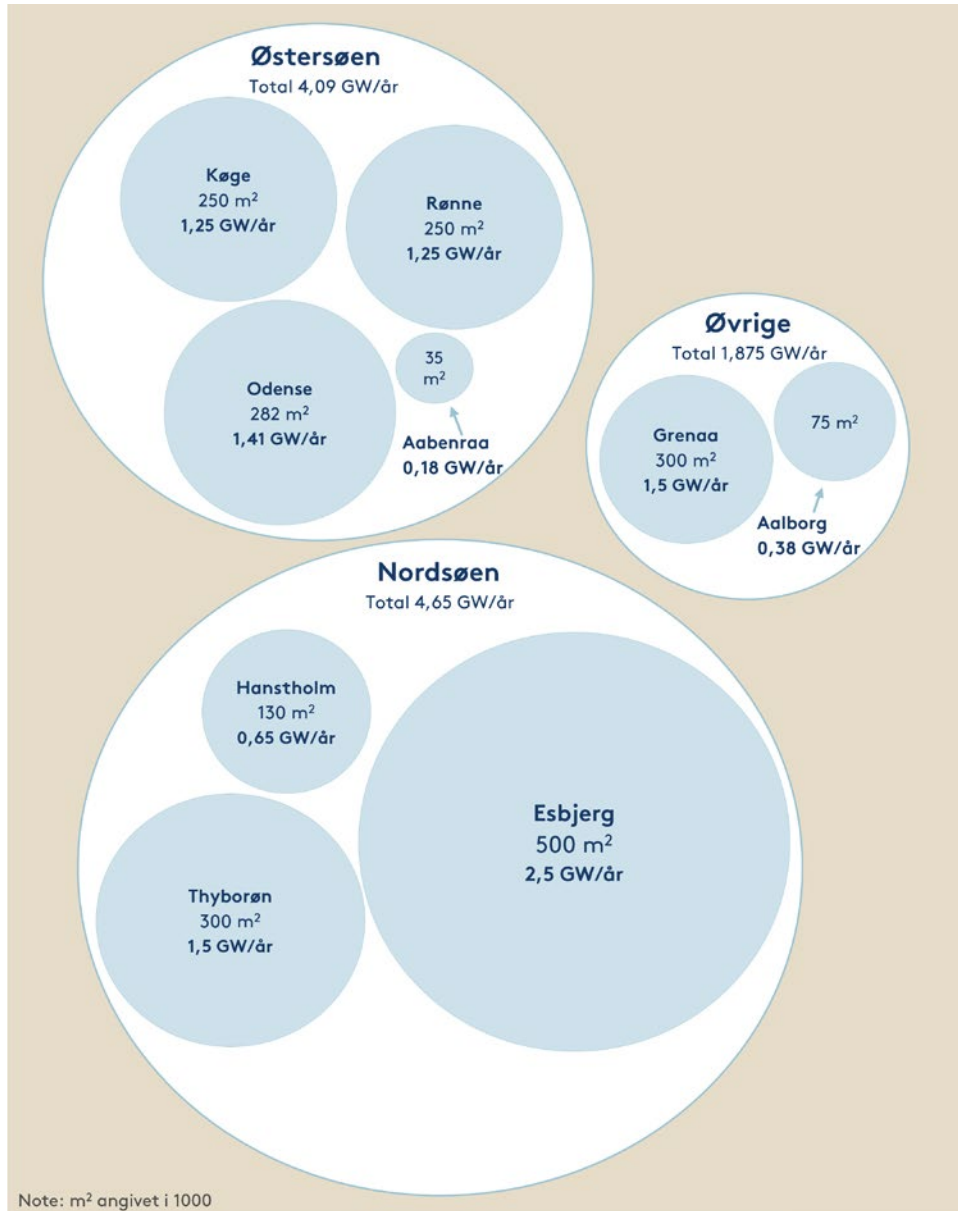 Østersøen
Total 4,09 GW/år
Køge
250 m²
1,25 GW/år
Rønne
250 m²
1,25 GW/år
Odense
282 m²
1,41 GW/år
35
m²
Aabenraa
0,18 GW/år
Øvrige
Total 1,875 GW/år
Grenaa
300 m²
1,5 GW/år
75 m²
Aalborg
0,38 GW/år
Nordsøen
Total 4,65 GW/år
Hanstholm
130 m²
0,65 GW/år
Esbjerg
500 m²
2,5 GW/år
Thyborøn
300 m²
1,5 GW/år
Note: m² angivet i 1000